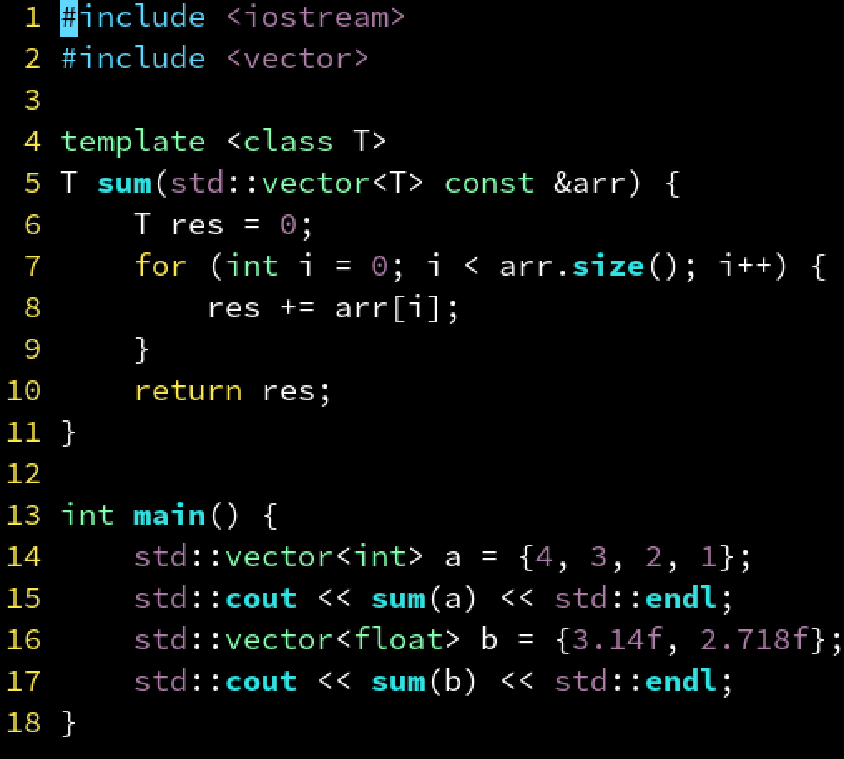 1 #include <iostream>
2 #include <vector>
3
4 template <class T>
5 T sum(std::vector<T> const &arr) {
6     T res = 0;
7     for (int i = 0; i < arr.size(); i++) {
8         res += arr[i];
9     }
10     return res;
11 }
12
13 int main() {
14     std::vector<int> a = {4, 3, 2, 1};
15     std::cout << sum(a) << std::endl;
16     std::vector<float> b = {3.14f, 2.718f};
17     std::cout << sum(b) << std::endl;
18 }